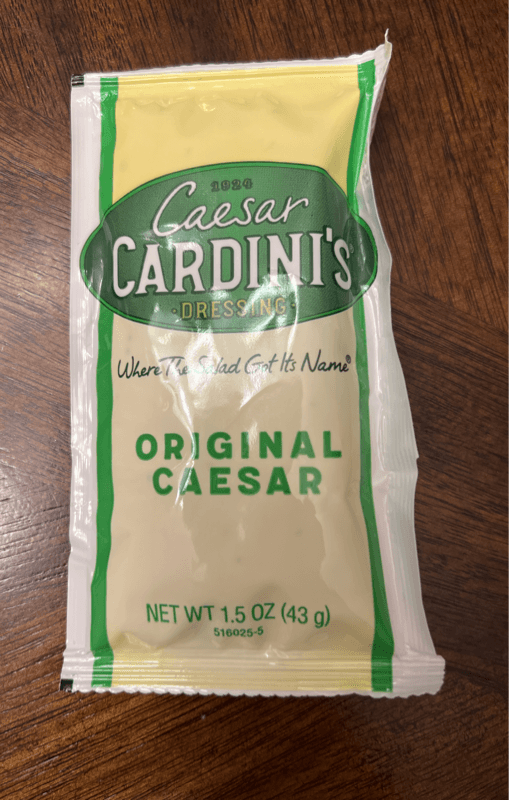 1924
Caesar
CARDINI'S
·DRESSING·
Where The Salad Got Its Name®
ORIGINAL
CAESAR
NET WT 1.5 OZ (43 g)
516025-5